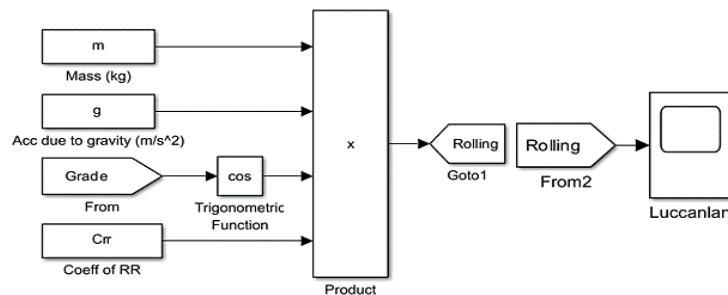 m
Mass (kg)
g
Acc due to gravity (m/s^2)
Grade
From
cos
Trigonometric
Function
Crr
Coeff of RR
x
Product
Rolling
Goto1
Rolling
From2
Luccanlan